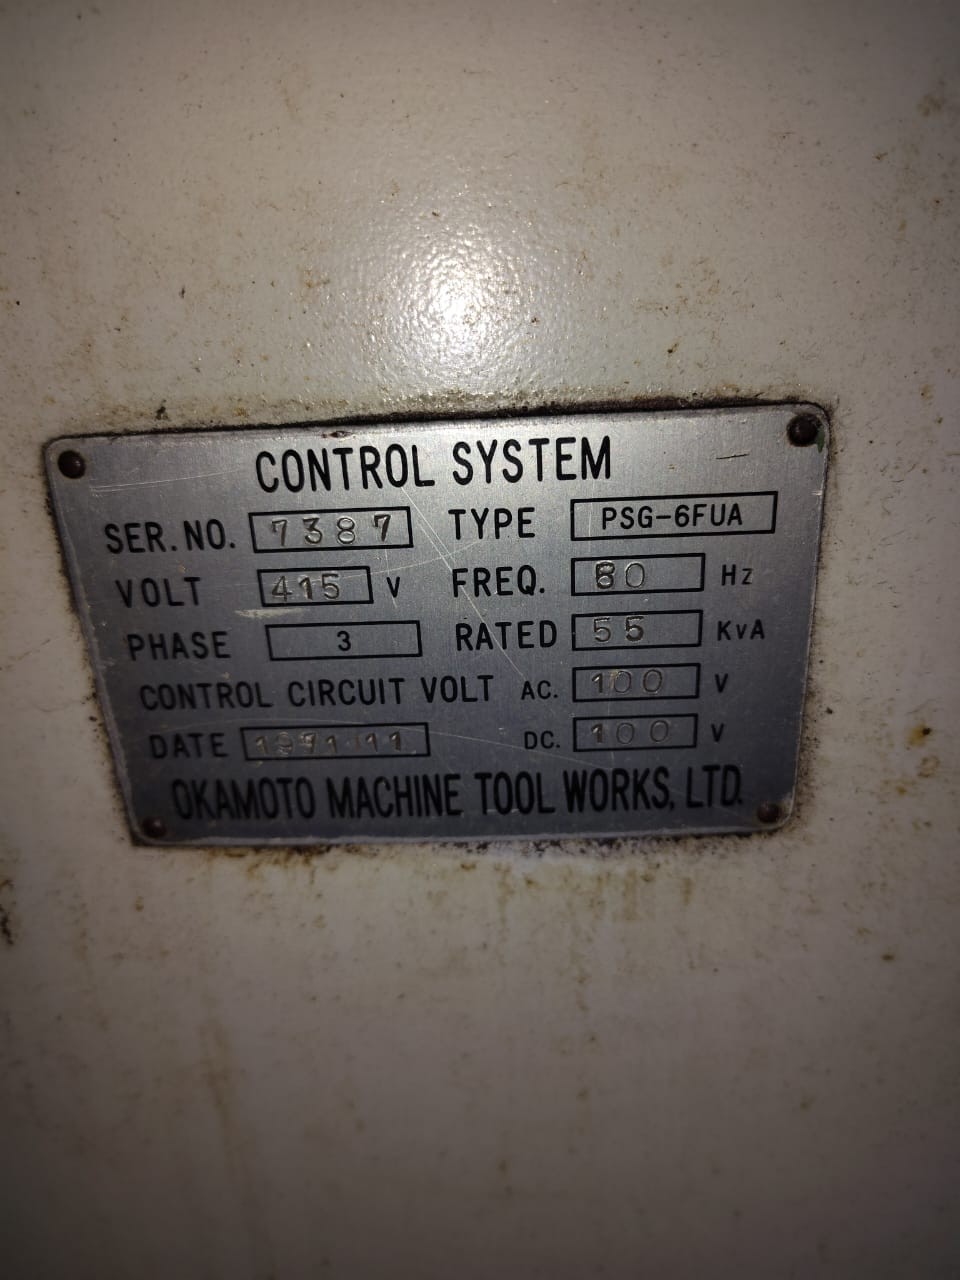 CONTROL SYSTEM
SER. NO. 7387 TYPE PSG-6FUA
VOLT 415 V FREQ. Hz
PHASE 3 RATED 55 KVA
CONTROL CIRCUIT VOLT AC. 100 V
DATE DC. 100 V
OKAMOTO MACHINE TOOL WORKS, LTD.